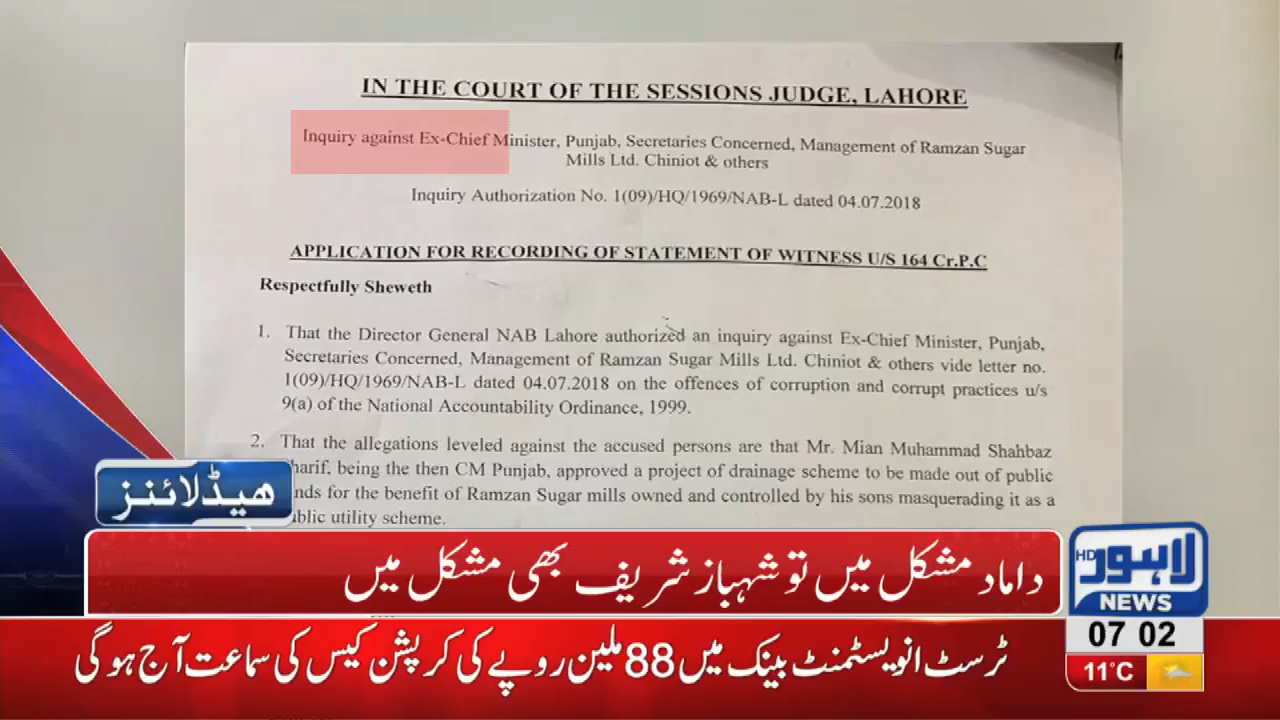 IN THE COURT OF THE SESSIONS JUDGE, LAHORE
Inquiry against Ex-Chief Minister, Punjab, Secretaries Concerned, Management of Ramzan Sugar
Mills Ltd. Chiniot & others
Inquiry Authorization No. 1(09)/HQ/1969/NAB-L dated 04.07.2018
APPLICATION FOR RECORDING OF STATEMENT OF WITNESS U/S 164 Cr.P.C
Respectfully Sheweth
1. That the Director General NAB Lahore authorized an inquiry against Ex-Chief Minister, Punjab,
Secretaries Concerned, Management of Ramzan Sugar Mills Ltd. Chiniot & others vide letter no.
1(09)/HQ/1969/NAB-L dated 04.07.2018 on the offences of corruption and corrupt practices u/s
9(a) of the National Accountability Ordinance, 1999.
2. That the allegations leveled against the accused persons are that Mr. Mian Muhammad Shahbaz
harif, being the then CM Punjab, approved a project of drainage scheme to be made out of public
nds for the benefit of Ramzan Sugar mills owned and controlled by his sons masquerading it as a
ublic utility scheme.
ہیڈلائنز
داماد مشکل میں تو شہباز شریف بھی مشکل میں
لاہور HD
NEWS
07 02
11°C
ٹرسٹ انویسٹمنٹ بینک میں 88 ملین روپے کی کرپشن کیس کی سماعت آج ہوگی